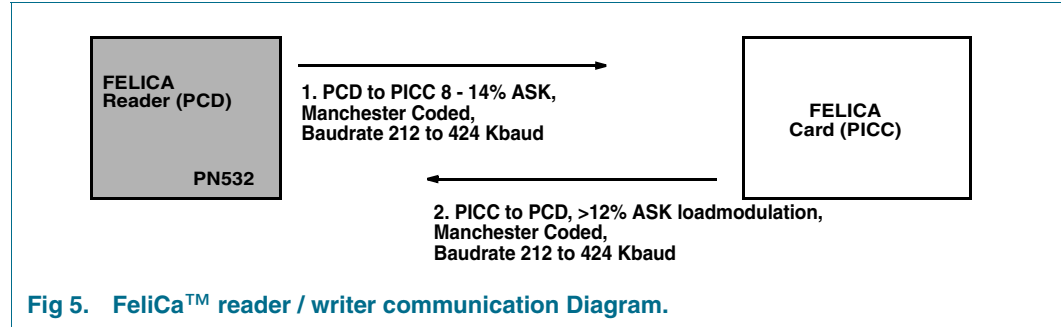 FELICA
Reader (PCD)
PN532
1. PCD to PICC 8 - 14% ASK,
Manchester Coded,
Baudrate 212 to 424 Kbaud
FELICA
Card (PICC)
2. PICC to PCD, >12% ASK loadmodulation,
Manchester Coded,
Baudrate 212 to 424 Kbaud
Fig 5. FeliCa™ reader / writer communication Diagram.